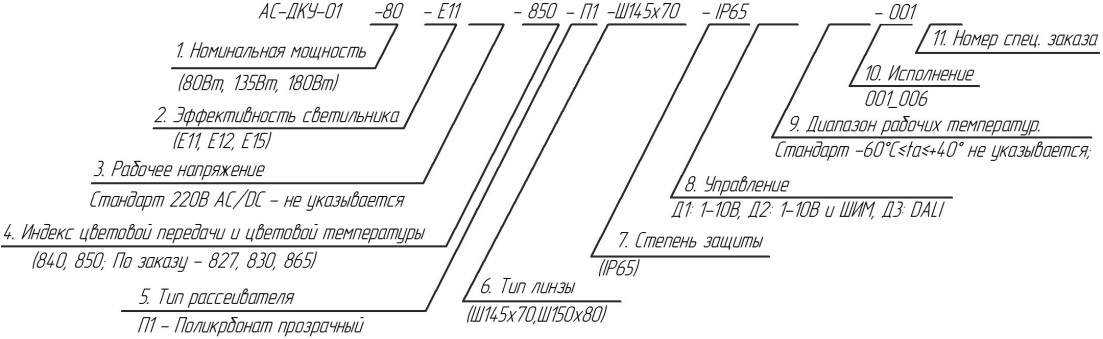 АС-ДКУ-01 -80 - Е11 - 850 - П1 -Ш145х70 - IP65 - 001
11. Номер спец. заказа
1. Номинальная мощность
(80Вт, 135Вт, 180Вт)
10. Исполнение
001_006
2. Эффективность светильника
(Е11, Е12, Е15)
9. Диапазон рабочих температур.
Стандарт -60°С≤ta≤+40° не указывается;
3. Рабочее напряжение
Стандарт 220В AC/DC - не указывается
8. Управление
Д1: 1-10В, Д2: 1-10В и ШИМ, Д3: DALI
4. Индекс цветовой передачи и цветовой температуры
(840, 850; По заказу - 827, 830, 865)
7. Степень защиты
(IP65)
5. Тип рассеивателя
П1 - Поликрбонат прозрачный
6. Тип линзы
(Ш145х70,Ш150х80)